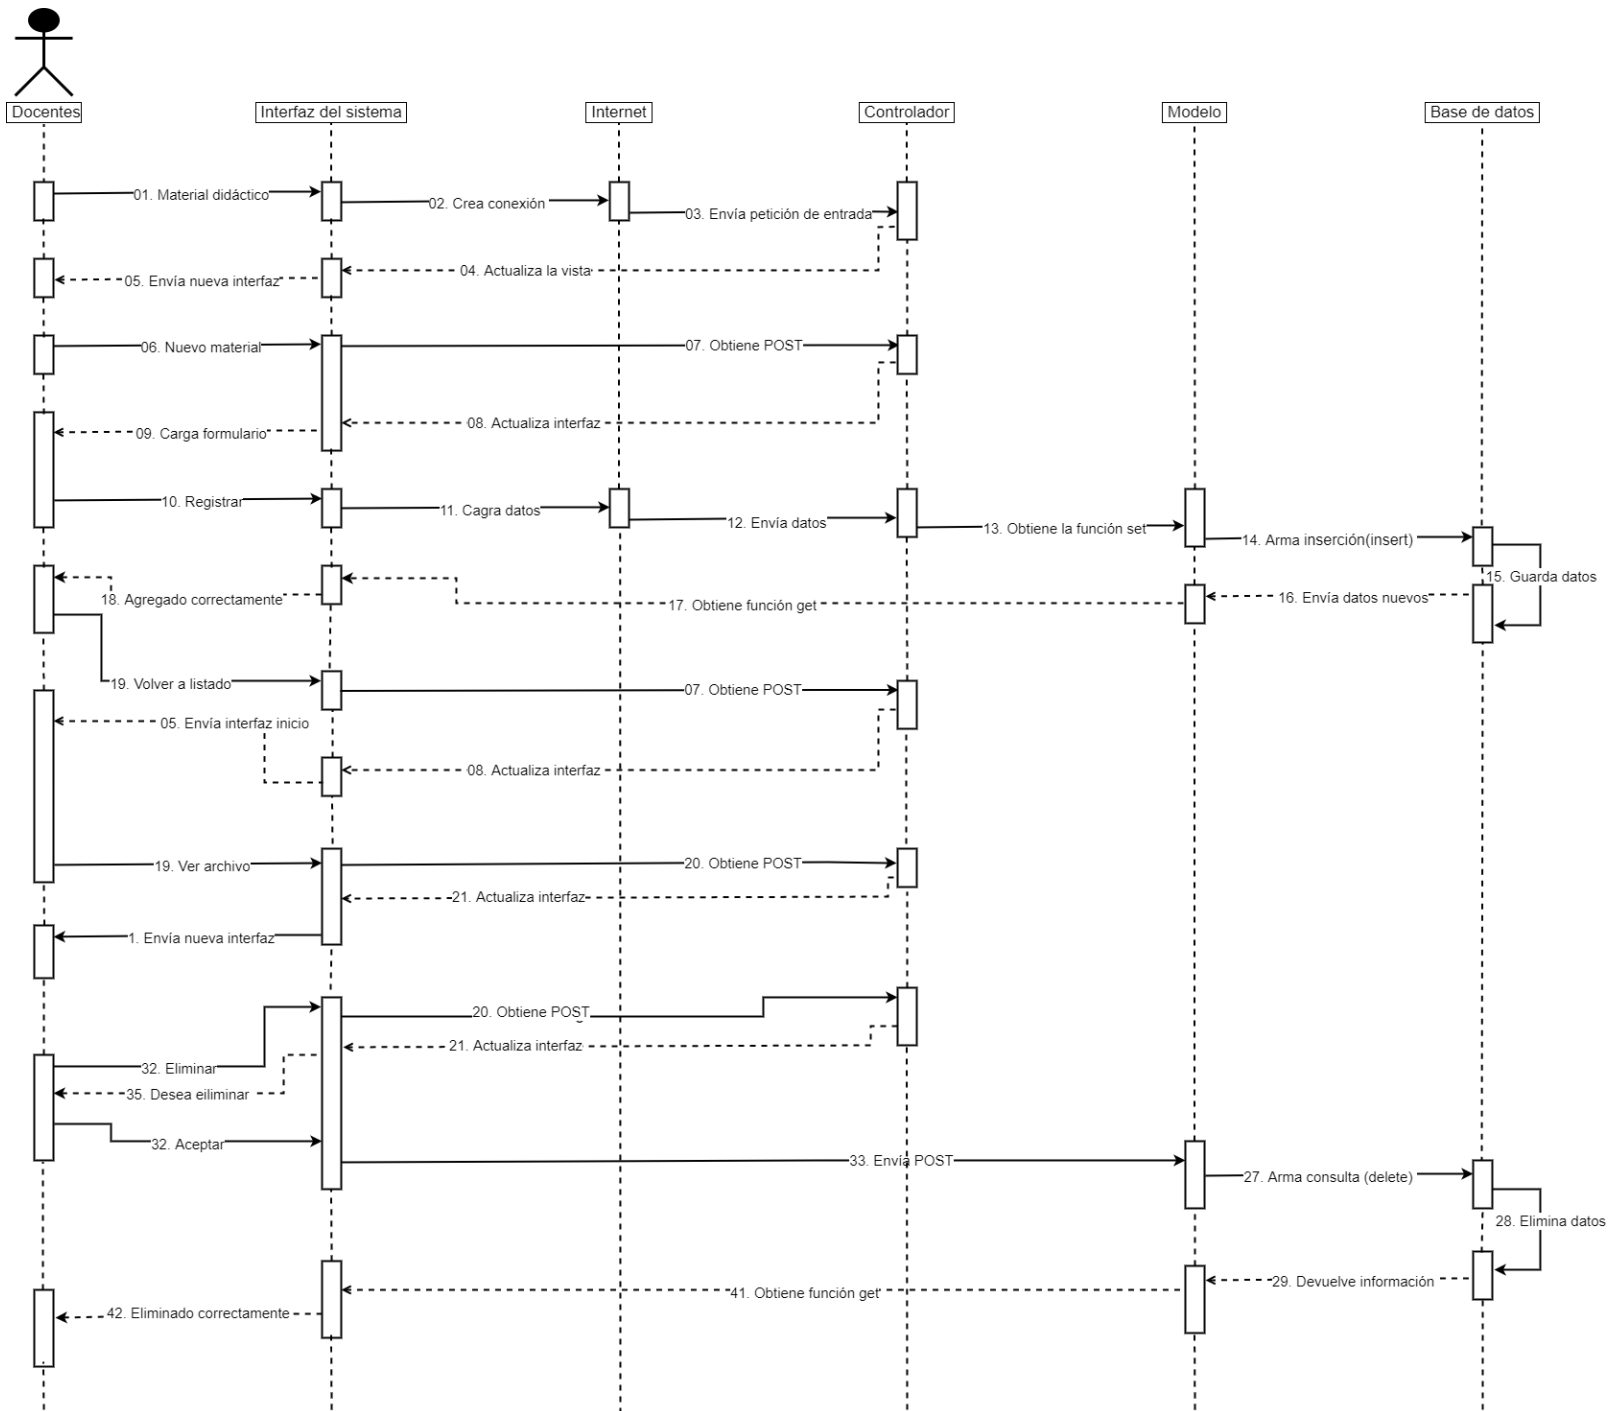 Docentes
Interfaz del sistema
Internet
Controlador
Modelo
Base de datos
01. Material didáctico
02. Crea conexión
03. Envía petición de entrada
04. Actualiza la vista
05. Envía nueva interfaz
06. Nuevo material
07. Obtiene POST
08. Actualiza interfaz
09. Carga formulario
10. Registrar
11. Cagra datos
12. Envía datos
13. Obtiene la función set
14. Arma inserción(insert)
15. Guarda datos
16. Envía datos nuevos
17. Obtiene función get
18. Agregado correctamente
19. Volver a listado
07. Obtiene POST
05. Envía interfaz inicio
08. Actualiza interfaz
19. Ver archivo
20. Obtiene POST
21. Actualiza interfaz
1. Envía nueva interfaz
20. Obtiene POST
21. Actualiza interfaz
32. Eliminar
35. Desea eiliminar
32. Aceptar
33. Envía POST
27. Arma consulta (delete)
28. Elimina datos
29. Devuelve información
41. Obtiene función get
42. Eliminado correctamente